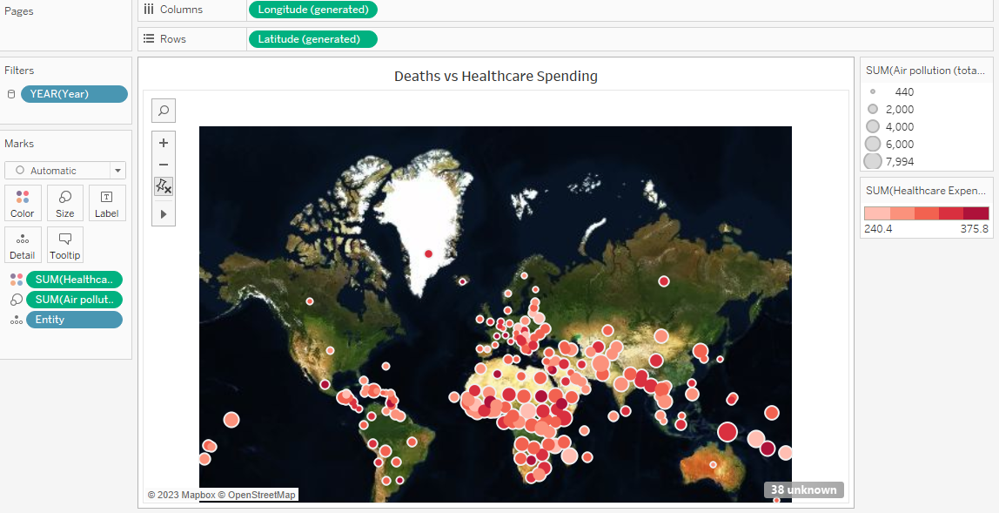 Pages
Columns
Longitude (generated)
Rows
Latitude (generated)
Filters
YEAR(Year)
Marks
Automatic
Color
Size
Label
Detail
Tooltip
SUM(Healthca..
SUM(Air pollut..
Entity
Deaths vs Healthcare Spending
© 2023 Mapbox © OpenStreetMap
38 unknown
SUM(Air pollution (tota...
440
2,000
4,000
6,000
7,994
SUM(Healthcare Expen...
240.4 375.8